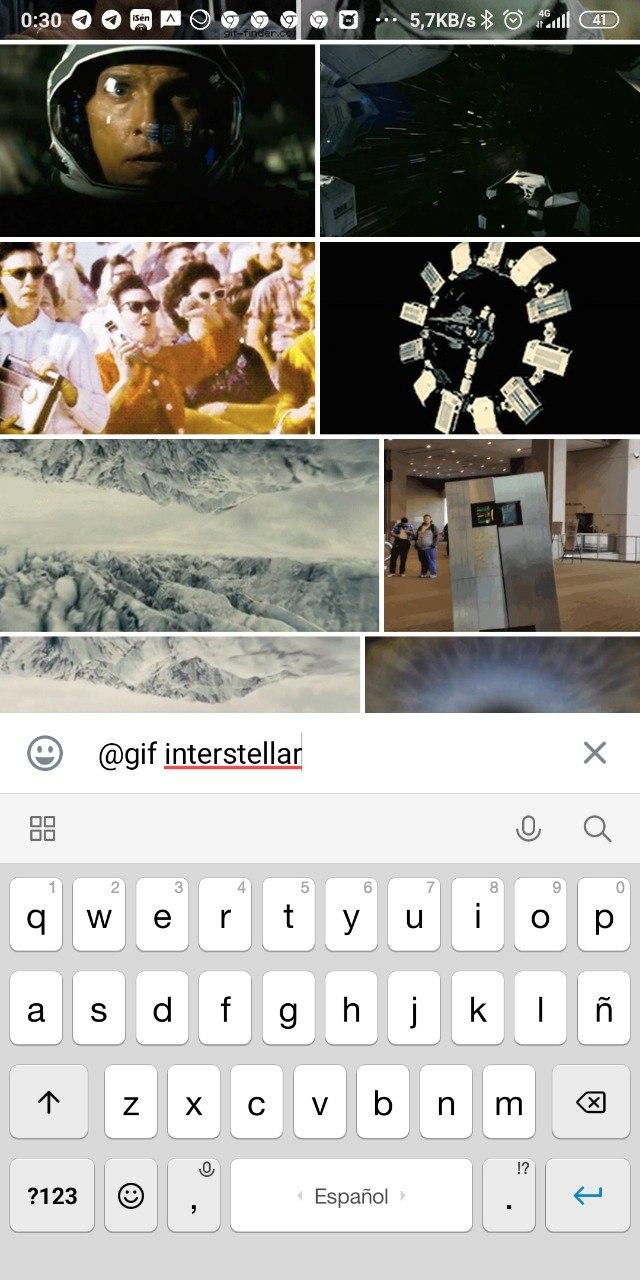 0:30 iSén ... 5,7KB/s 4G 41
gif-finder.co
@gif interstellar
1 2 3 4 5 6 7 8 9 0
q w e r t y u i o p
a s d f g h j k l ñ
z x c v b n m
!?
?123 , Español .